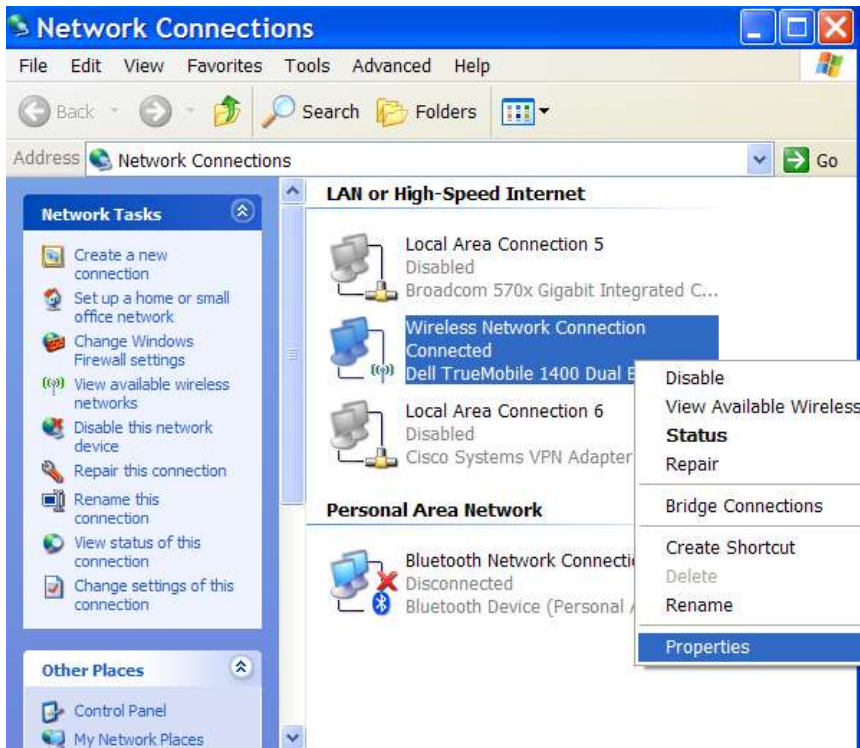 Network Connections
File Edit View Favorites Tools Advanced Help
Back Search Folders
Address Network Connections Go
Network Tasks
Create a new
connection
Set up a home or small
office network
Change Windows
Firewall settings
View available wireless
networks
Disable this network
device
Repair this connection
Rename this
connection
View status of this
connection
Change settings of this
connection
Other Places
Control Panel
My Network Places
LAN or High-Speed Internet
Local Area Connection 5
Disabled
Broadcom 570x Gigabit Integrated C...
Wireless Network Connection
Connected
Dell TrueMobile 1400 Dual
Local Area Connection 6
Disabled
Cisco Systems VPN Adapter
Personal Area Network
Bluetooth Network Connecti
Disconnected
Bluetooth Device (Personal
Disable
View Available Wireless
Status
Repair
Bridge Connections
Create Shortcut
Delete
Rename
Properties